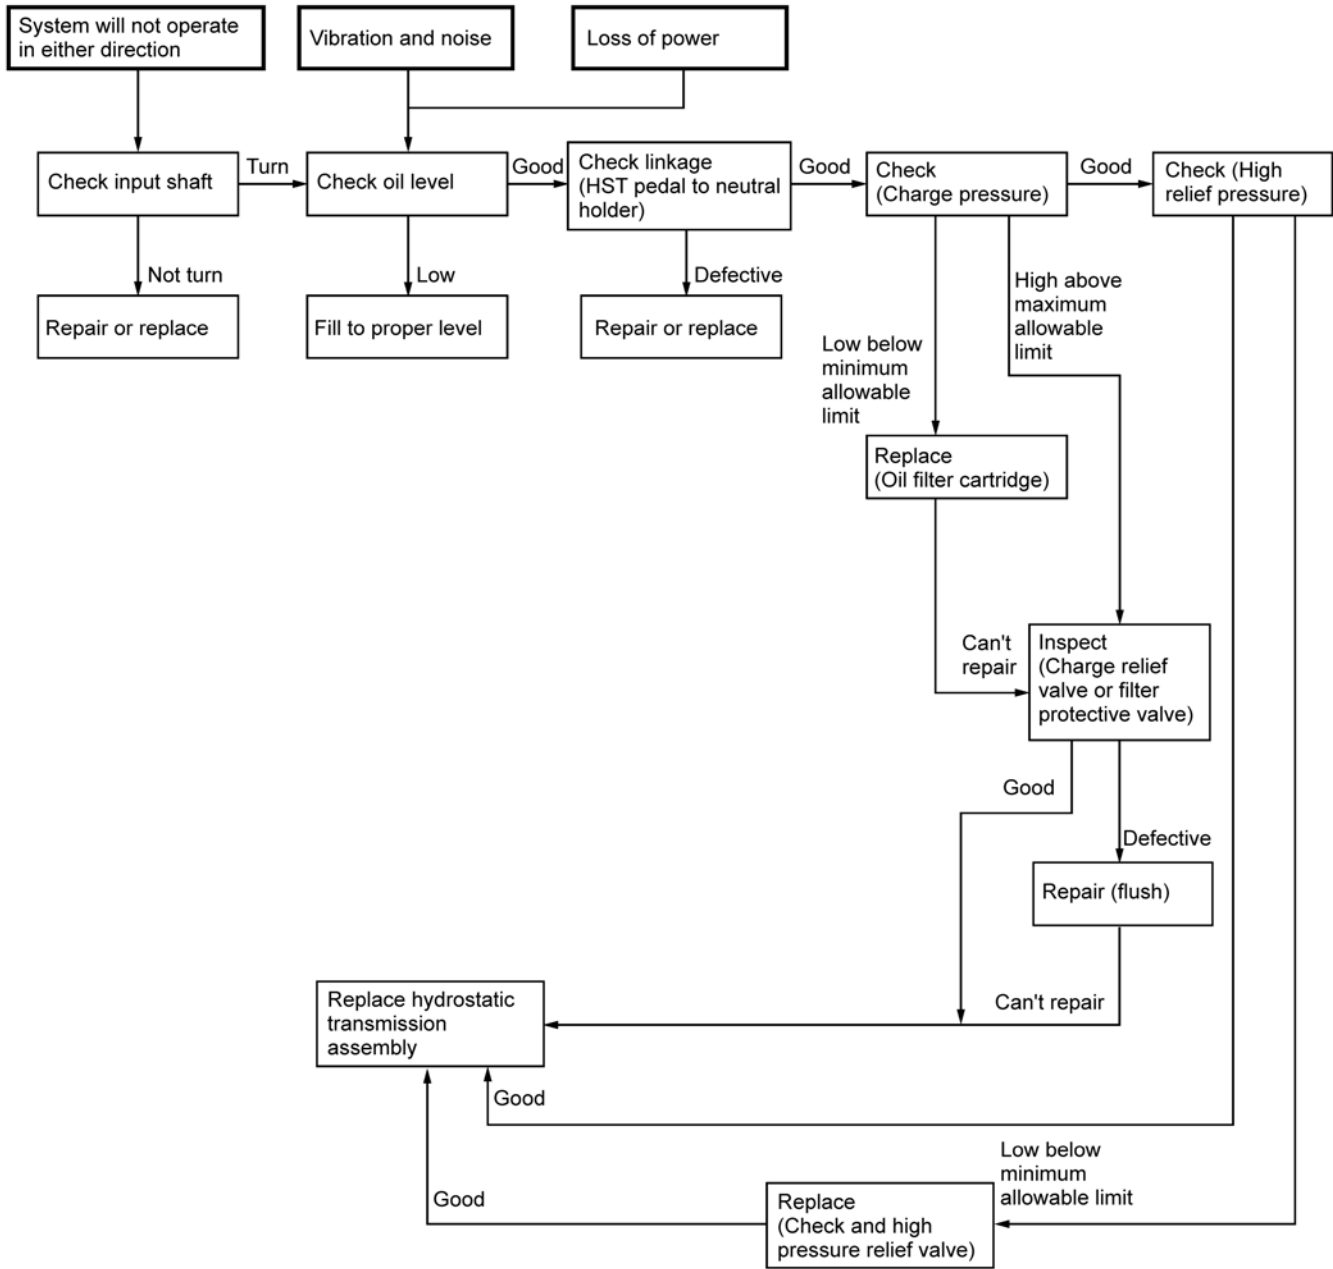 System will not operate
in either direction
Vibration and noise
Loss of power
Check input shaft
Turn
Check oil level
Good
Check linkage
(HST pedal to neutral
holder)
Good
Check
(Charge pressure)
Good
Check (High
relief pressure)
Not turn
Low
Defective
Repair or replace
Fill to proper level
Repair or replace
High above
maximum
allowable
limit
Low below
minimum
allowable
limit
Replace
(Oil filter cartridge)
Can't
repair
Inspect
(Charge relief
valve or filter
protective valve)
Good
Defective
Repair (flush)
Can't repair
Replace hydrostatic
transmission
assembly
Good
Low below
minimum
allowable limit
Good
Replace
(Check and high
pressure relief valve)